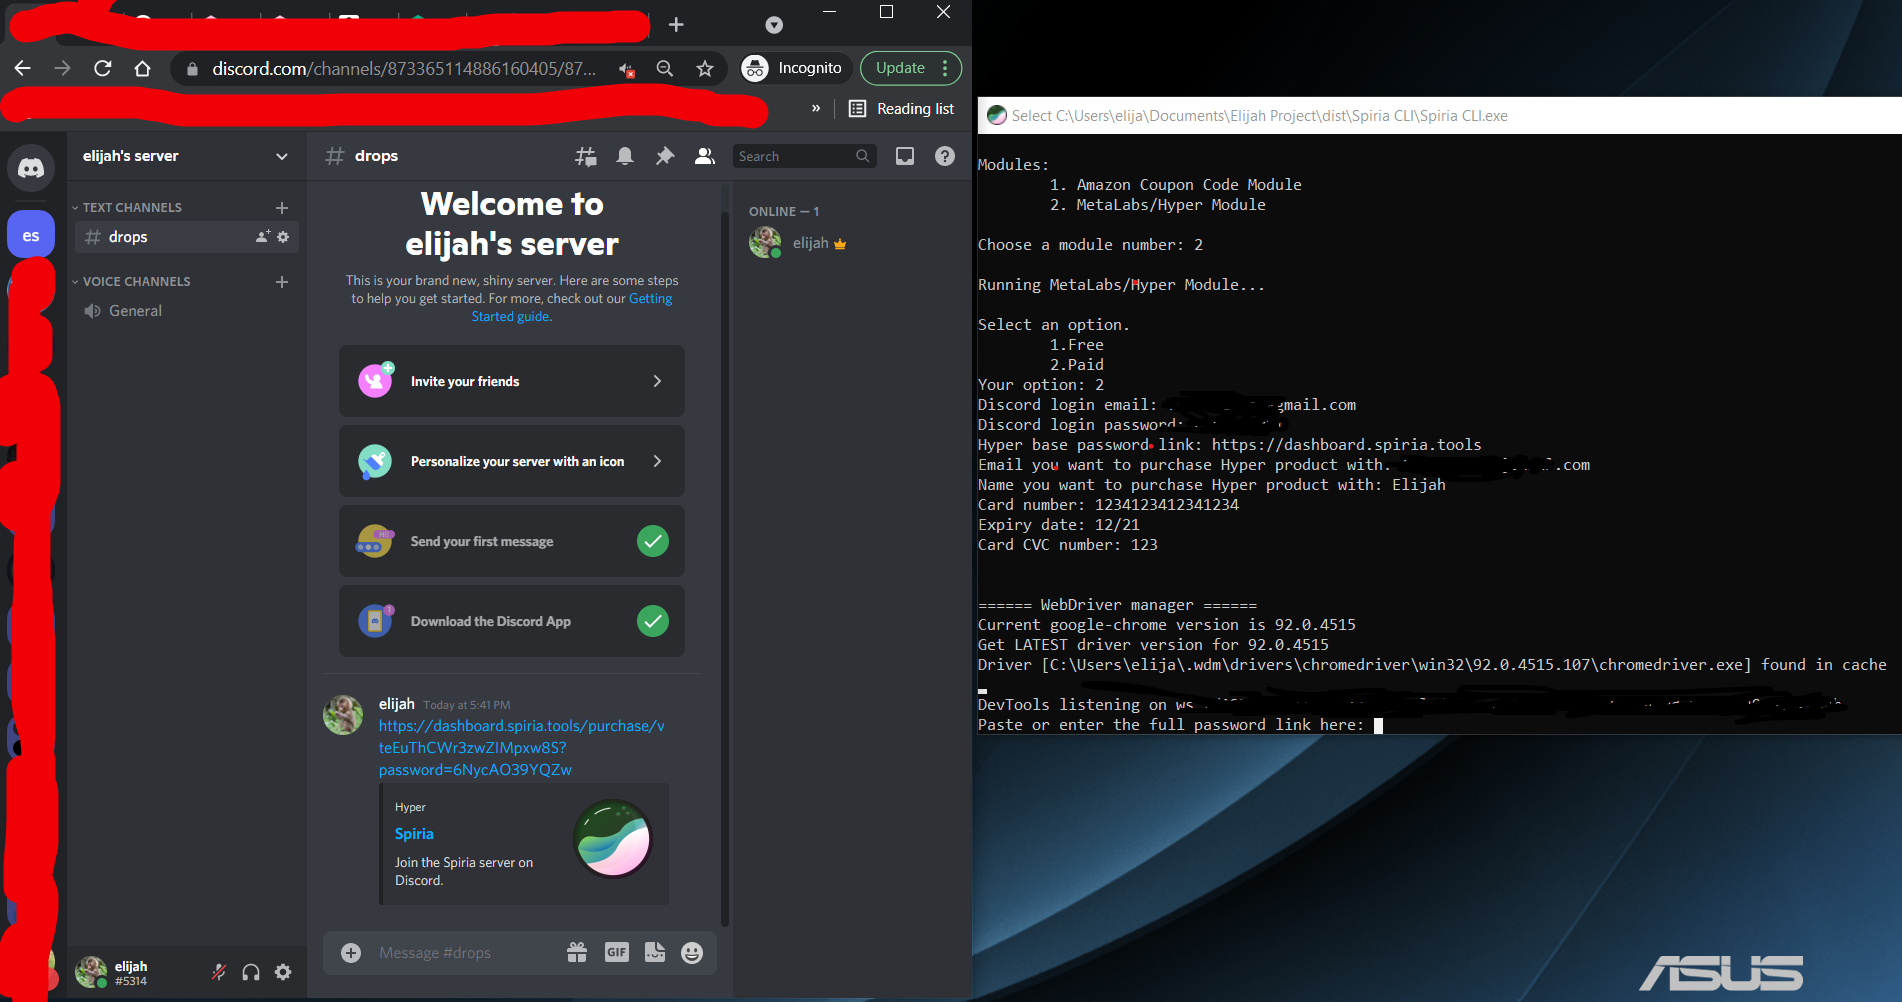 discord.com/channels/873365114886160405/87...
Incognito
Update
»
Reading list
elijah's server
drops
Search
TEXT CHANNELS
es
drops
VOICE CHANNELS
General
Welcome to
elijah's server
This is your brand new, shiny server. Here are some steps
to help you get started. For more, check out our Getting
Started guide.
Invite your friends
Personalize your server with an icon
Send your first message
Download the Discord App
ONLINE — 1
elijah
elijah Today at 5:41 PM
https://dashboard.spiria.tools/purchase/v
teEuThCWr3zwZIMpxw8S?
password=6NycAO39YQZw
Hyper
Spiria
Join the Spiria server on
Discord.
Message #drops
GIF
elijah
#5314
Select C:\Users\elija\Documents\Elijah Project\dist\Spiria CLI\Spiria CLI.exe
Modules:
1. Amazon Coupon Code Module
2. MetaLabs/Hyper Module
Choose a module number: 2
Running MetaLabs/Hyper Module...
Select an option.
1.Free
2.Paid
Your option: 2
Discord login email: gmail.com
Discord login password:
Hyper base password link: https://dashboard.spiria.tools
Email you want to purchase Hyper product with: .com
Name you want to purchase Hyper product with: Elijah
Card number: 1234123412341234
Expiry date: 12/21
Card CVC number: 123
====== WebDriver manager ======
Current google-chrome version is 92.0.4515
Get LATEST driver version for 92.0.4515
Driver [C:\Users\elija\.wdm\drivers\chromedriver\win32\92.0.4515.107\chromedriver.exe] found in cache
DevTools listening on ws
Paste or enter the full password link here:
ASUS